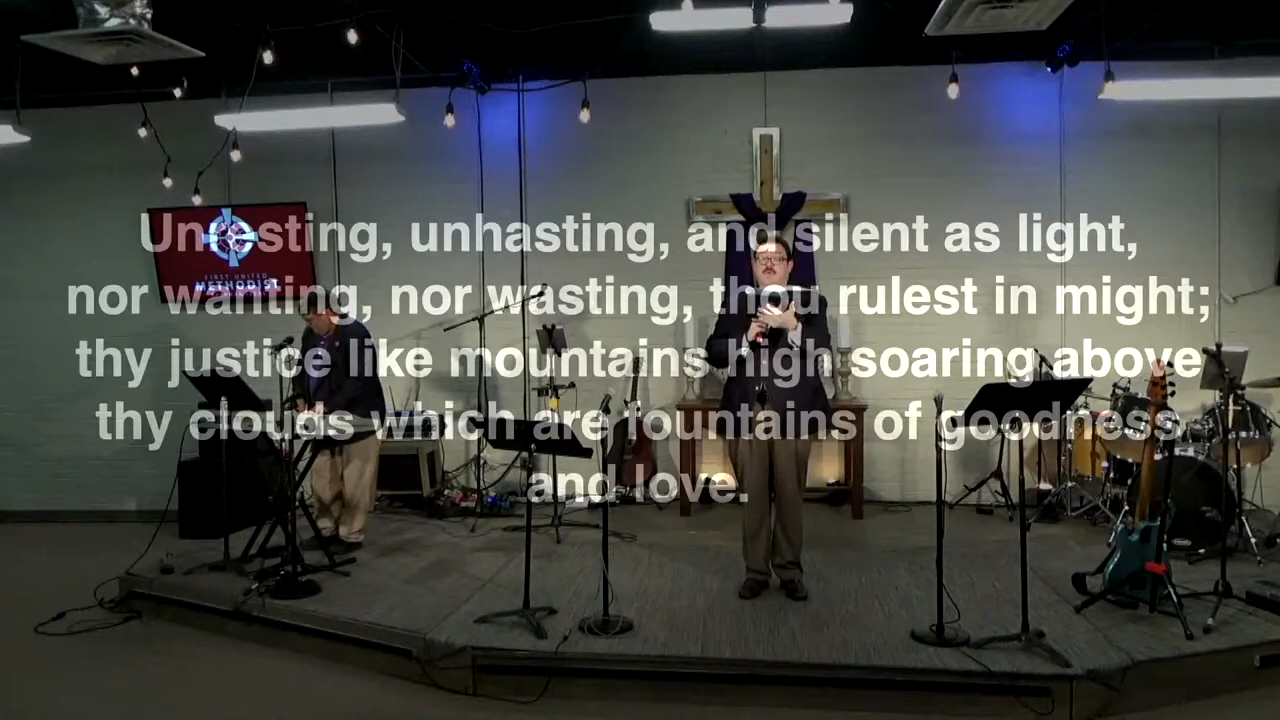 Unresting, unhasting, and silent as light,
nor wanting, nor wasting, thou rulest in might;
thy justice like mountains high soaring above
thy clouds which are fountains of goodness
and love.
FIRST UNITED
METHODIST